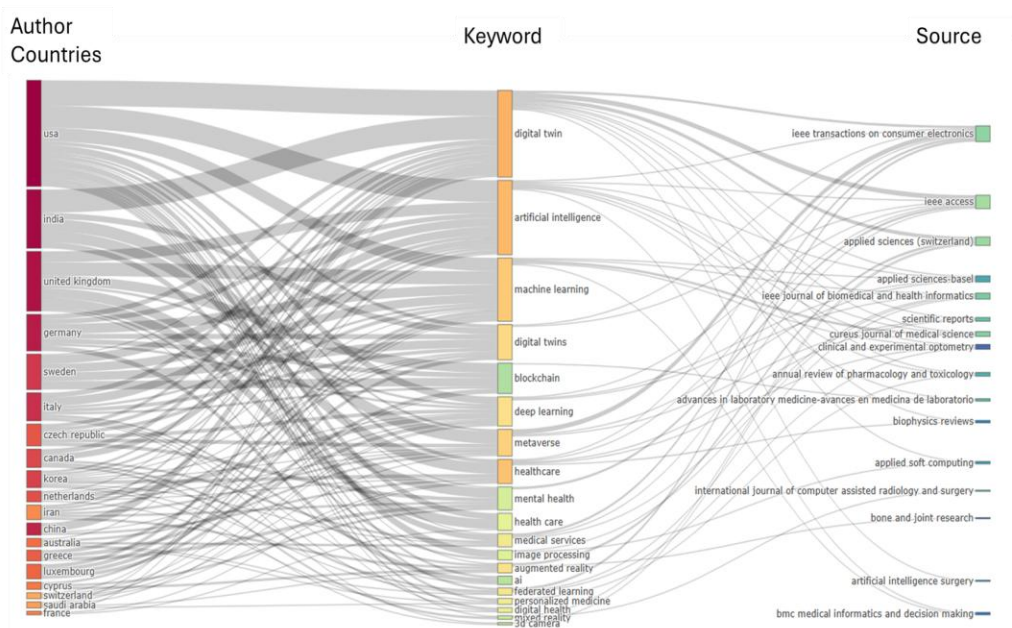 Author
Countries
Keyword
Source
usa
india
united kingdom
germany
sweden
italy
czech republic
canada
korea
netherlands
iran
china
australia
greece
luxembourg
cyprus
switzerland
saudi arabia
france
digital twin
artificial intelligence
machine learning
digital twins
blockchain
deep learning
metaverse
healthcare
mental health
health care
medical services
image processing
augmented reality
ai
federated learning
personalized medicine
digital health
mixed reality
3d camera
ieee transactions on consumer electronics
ieee access
applied sciences (switzerland)
applied sciences-basel
ieee journal of biomedical and health informatics
scientific reports
cureus journal of medical science
clinical and experimental optometry
annual review of pharmacology and toxicology
advances in laboratory medicine-avances en medicina de laboratorio
biophysics reviews
applied soft computing
international journal of computer assisted radiology and surgery
bone and joint research
artificial intelligence surgery
bmc medical informatics and decision making